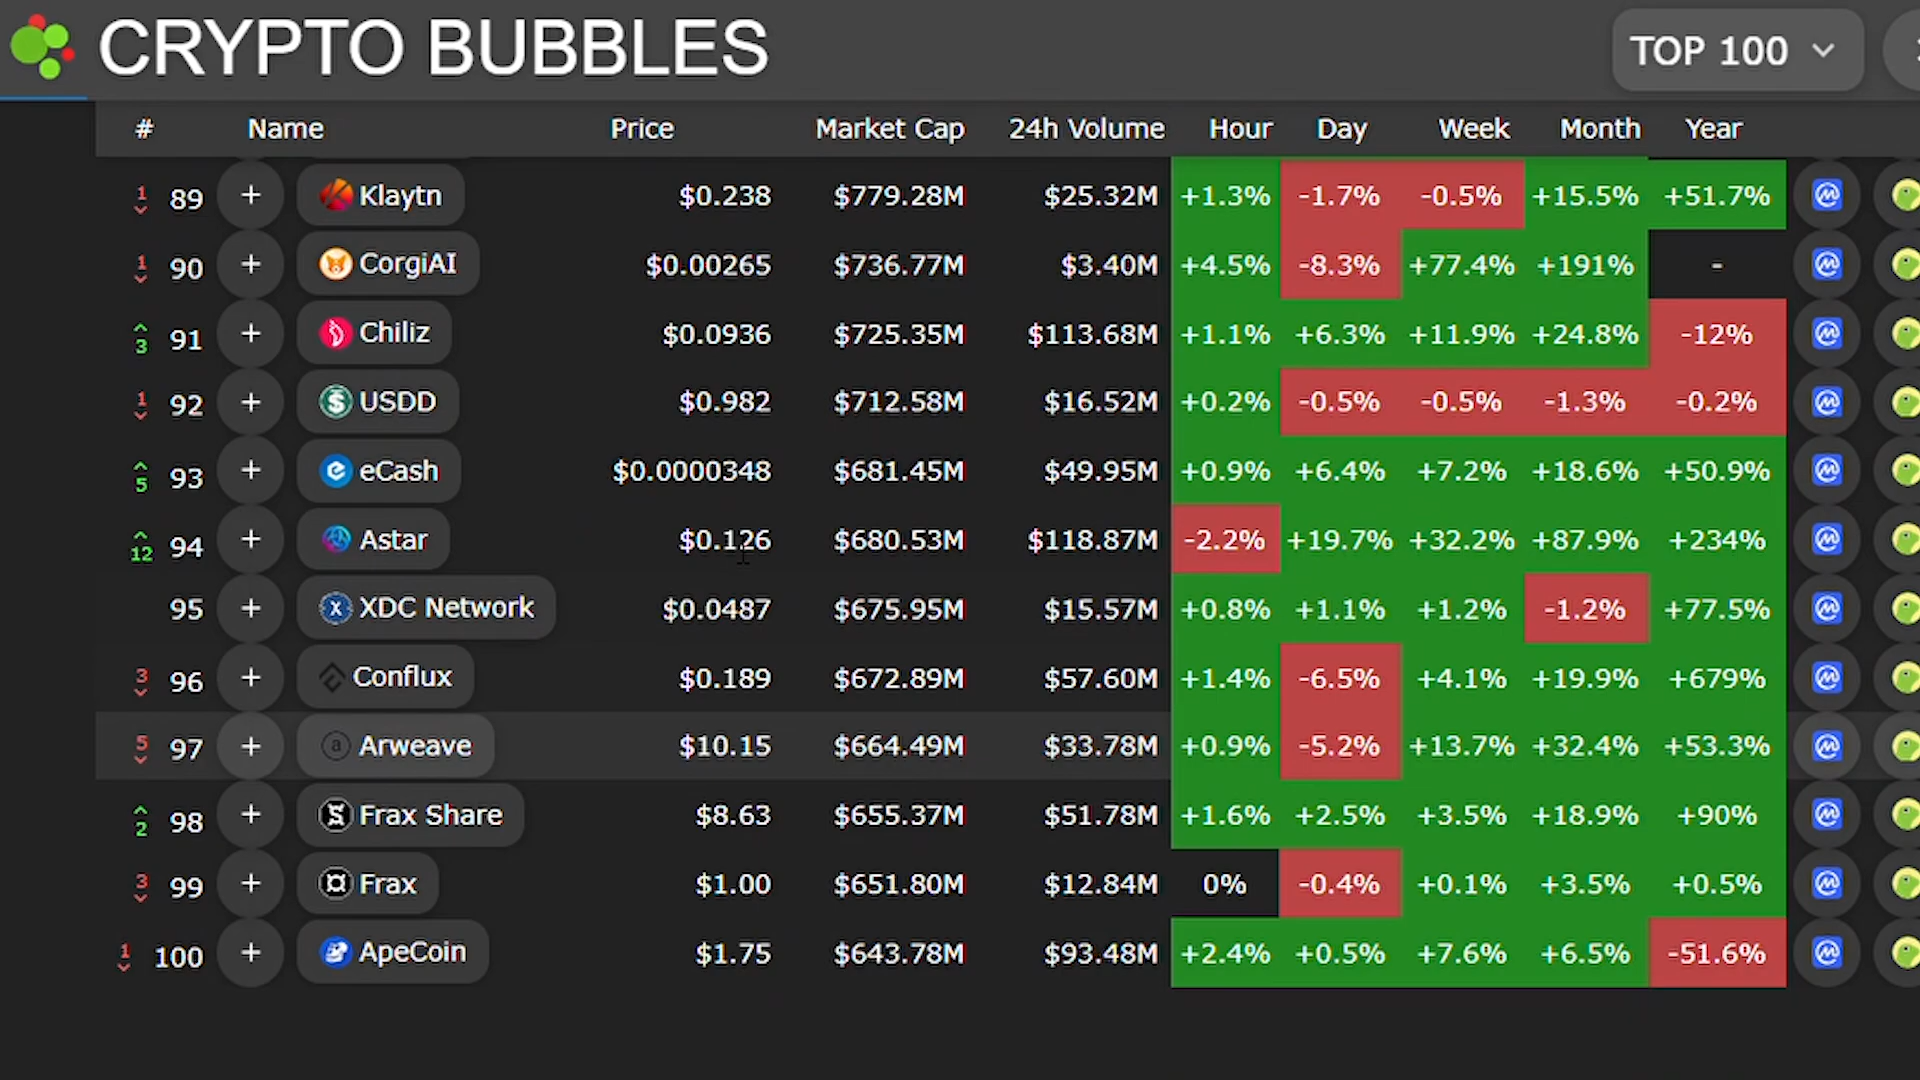 CRYPTO BUBBLES TOP 100
# Name Price Market Cap 24h Volume Hour Day Week Month Year
1 89 + Klaytn $0.238 $779.28M $25.32M +1.3% -1.7% -0.5% +15.5% +51.7%
1 90 + CorgiAI $0.00265 $736.77M $3.40M +4.5% -8.3% +77.4% +191% -
3 91 + Chiliz $0.0936 $725.35M $113.68M +1.1% +6.3% +11.9% +24.8% -12%
1 92 + USDD $0.982 $712.58M $16.52M +0.2% -0.5% -0.5% -1.3% -0.2%
5 93 + eCash $0.0000348 $681.45M $49.95M +0.9% +6.4% +7.2% +18.6% +50.9%
12 94 + Astar $0.126 $680.53M $118.87M -2.2% +19.7% +32.2% +87.9% +234%
95 + XDC Network $0.0487 $675.95M $15.57M +0.8% +1.1% +1.2% -1.2% +77.5%
3 96 + Conflux $0.189 $672.89M $57.60M +1.4% -6.5% +4.1% +19.9% +679%
5 97 + Arweave $10.15 $664.49M $33.78M +0.9% -5.2% +13.7% +32.4% +53.3%
2 98 + Frax Share $8.63 $655.37M $51.78M +1.6% +2.5% +3.5% +18.9% +90%
3 99 + Frax $1.00 $651.80M $12.84M 0% -0.4% +0.1% +3.5% +0.5%
1 100 + ApeCoin $1.75 $643.78M $93.48M +2.4% +0.5% +7.6% +6.5% -51.6%